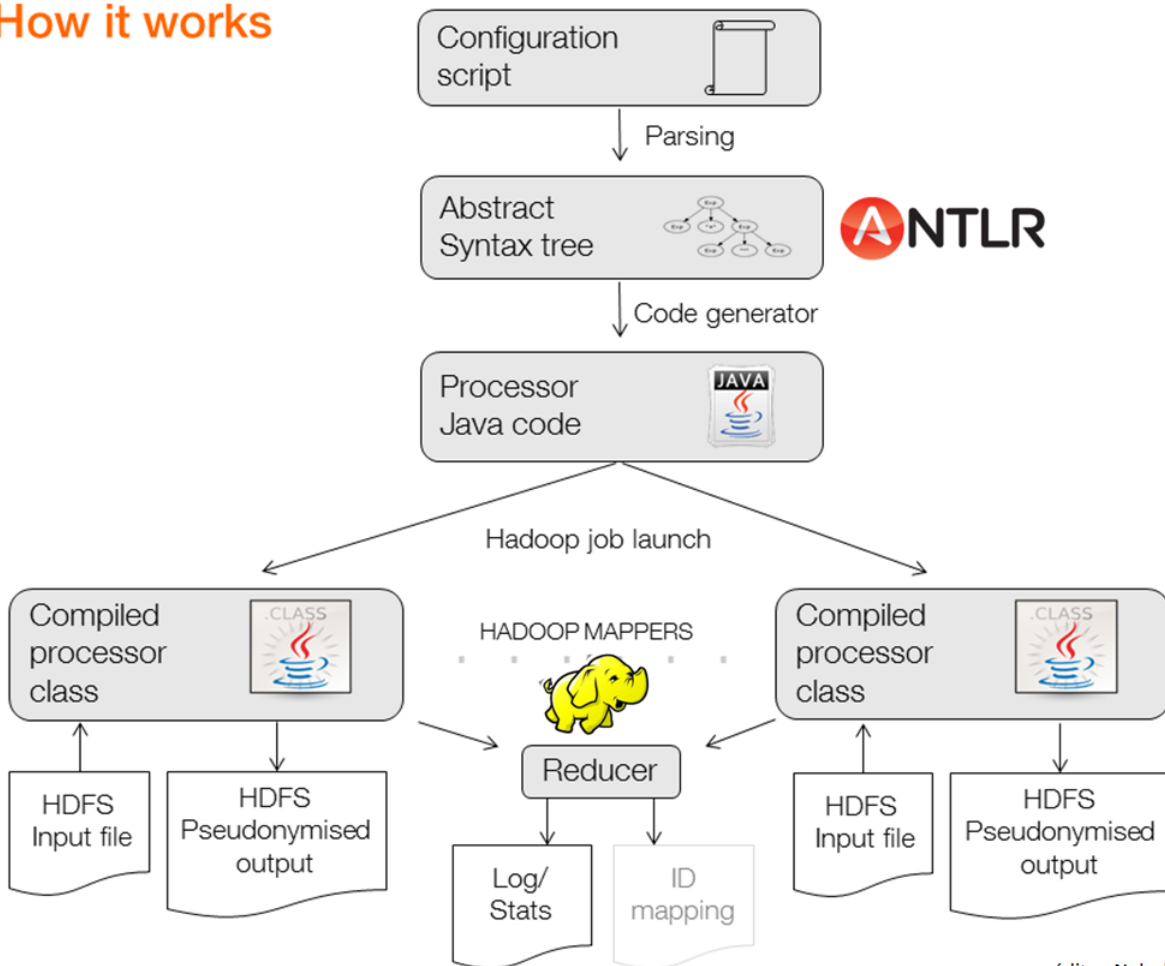 How it works
Configuration
script
Parsing
Abstract
Syntax tree
ANTLR
Code generator
Processor
Java code
JAVA
Hadoop job launch
Compiled
processor
class
.CLASS
HADOOP MAPPERS
Compiled
processor
class
.CLASS
Reducer
HDFS
Input file
HDFS
Pseudonymised
output
Log/
Stats
ID
mapping
HDFS
Input file
HDFS
Pseudonymised
output